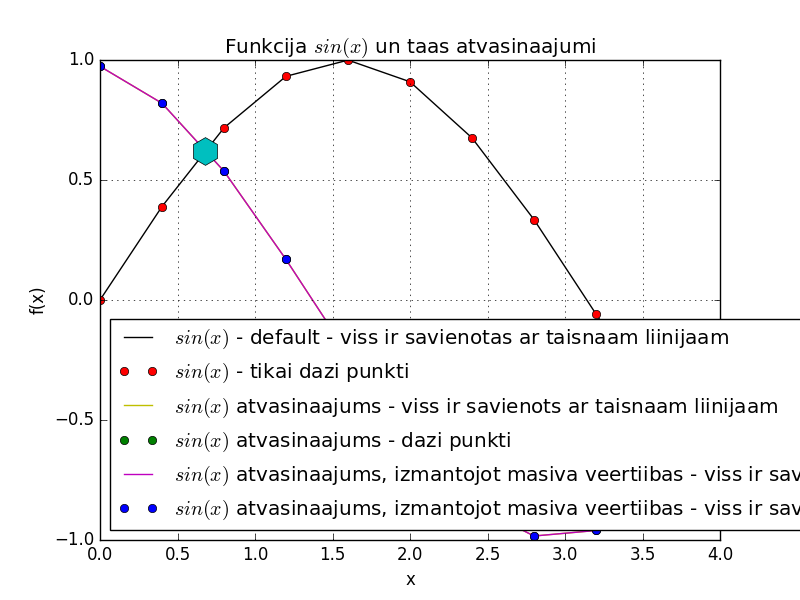 Funkcija sin(x) un taas atvasinaajumi
1.0
0.5
0.0
−0.5
−1.0
f(x)
sin(x) - default - viss ir savienotas ar taisnaam liinijaam
sin(x) - tikai dazi punkti
sin(x) atvasinaajums - viss ir savienots ar taisnaam liinijaam
sin(x) atvasinaajums - dazi punkti
sin(x) atvasinaajums, izmantojot masiva veertiibas - viss ir sav
sin(x) atvasinaajums, izmantojot masiva veertiibas - viss ir sav
0.0 0.5 1.0 1.5 2.0 2.5 3.0 3.5 4.0
x